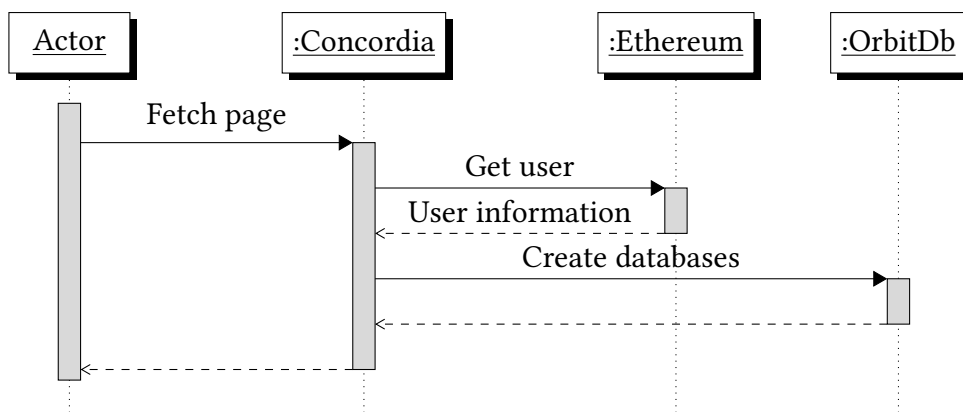 Actor
:Concordia
:Ethereum
:OrbitDb
Fetch page
Get user
User information
Create databases